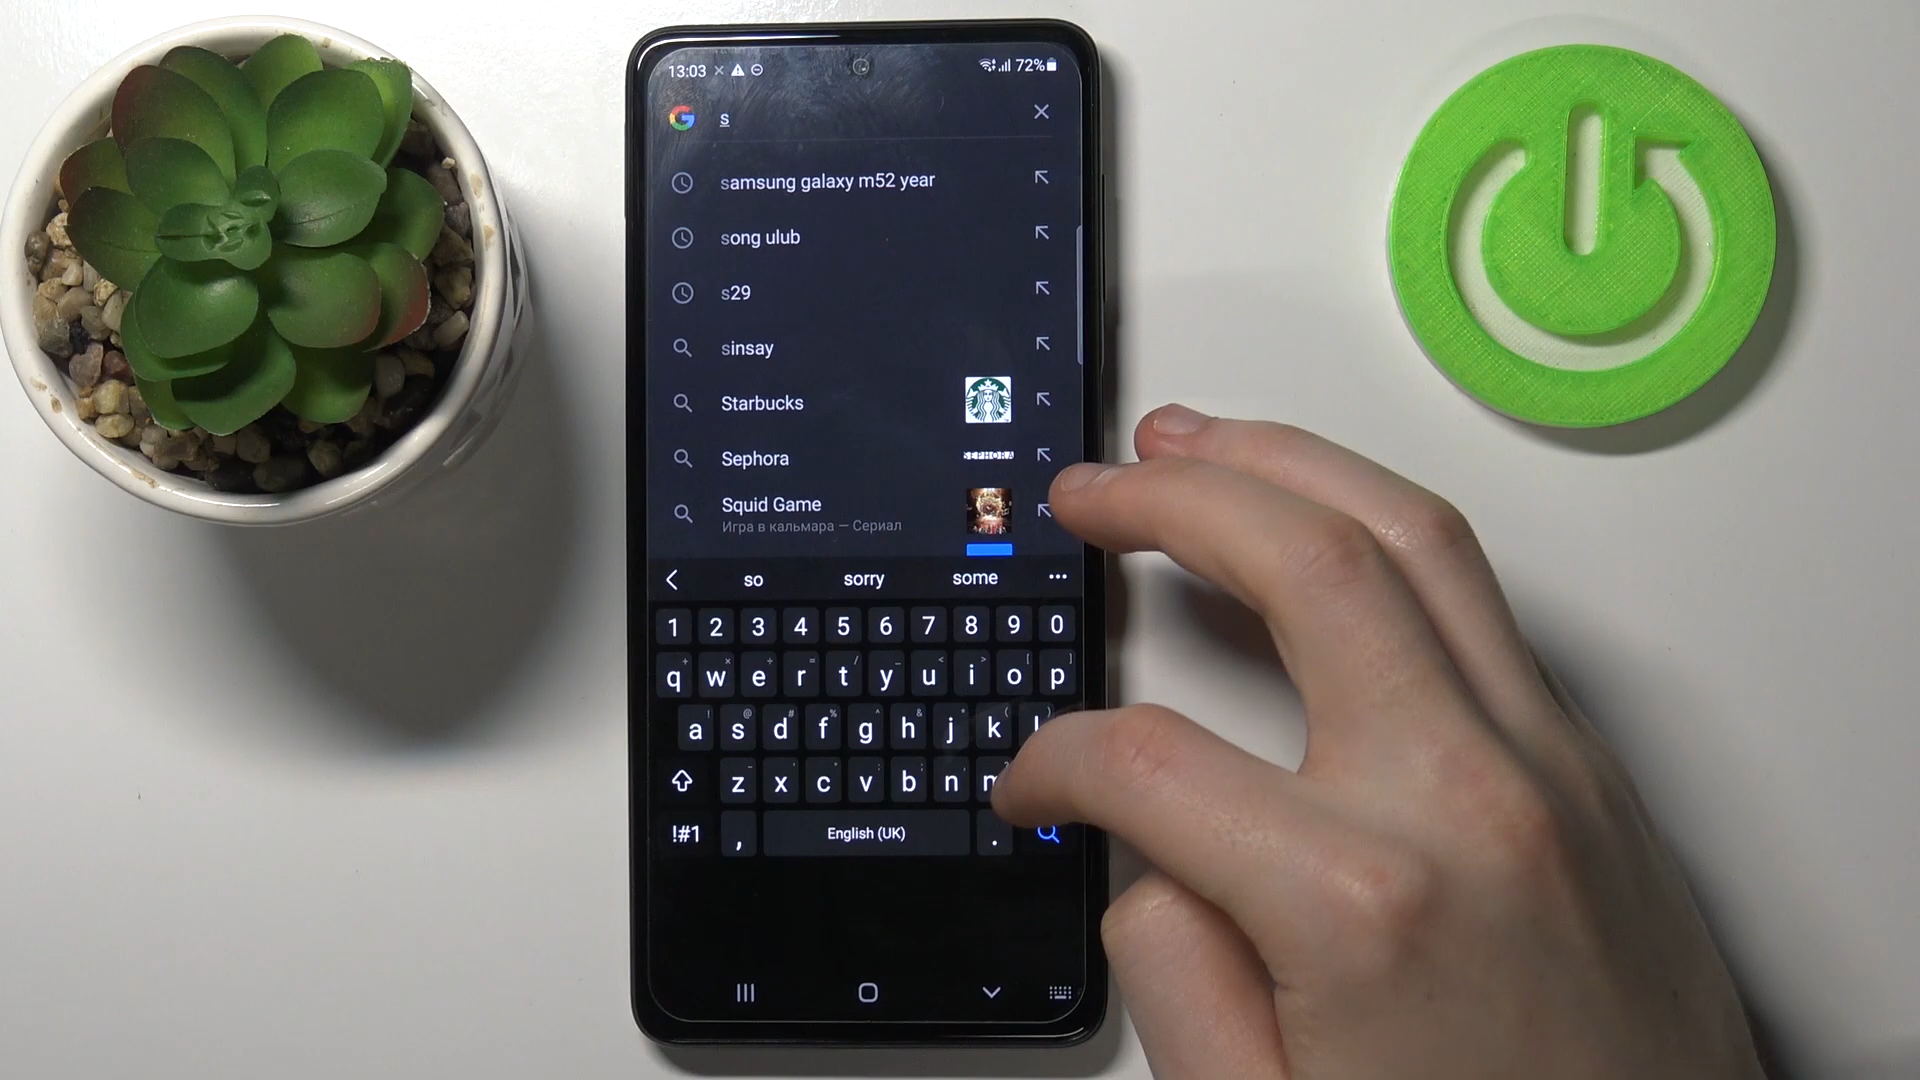 13:03 72%
s
samsung galaxy m52 year
song ulub
s29
sinsay
Starbucks
Sephora SEPHORA
Squid Game
Игра в кальмара — Сериал
so sorry some
1 2 3 4 5 6 7 8 9 0
q w e r t y u i o p
a s d f g h j k l
z x c v b n m
!#1 , English (UK) .